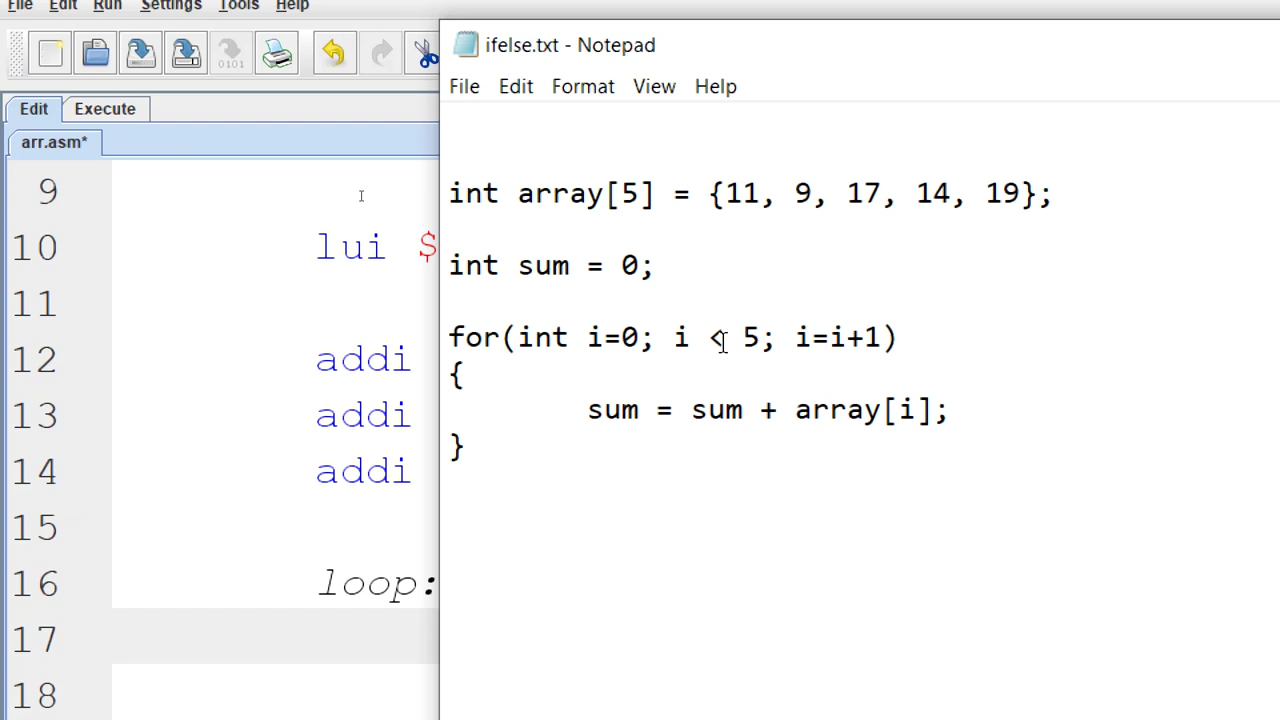 File Edit Run Settings Tools Help
ifelse.txt - Notepad
File Edit Format View Help
Edit Execute
arr.asm*
9
10 lui $
11
12 addi
13 addi
14 addi
15
16 loop:
17
18
int array[5] = {11, 9, 17, 14, 19};
int sum = 0;
for(int i=0; i < 5; i=i+1)
{
sum = sum + array[i];
}